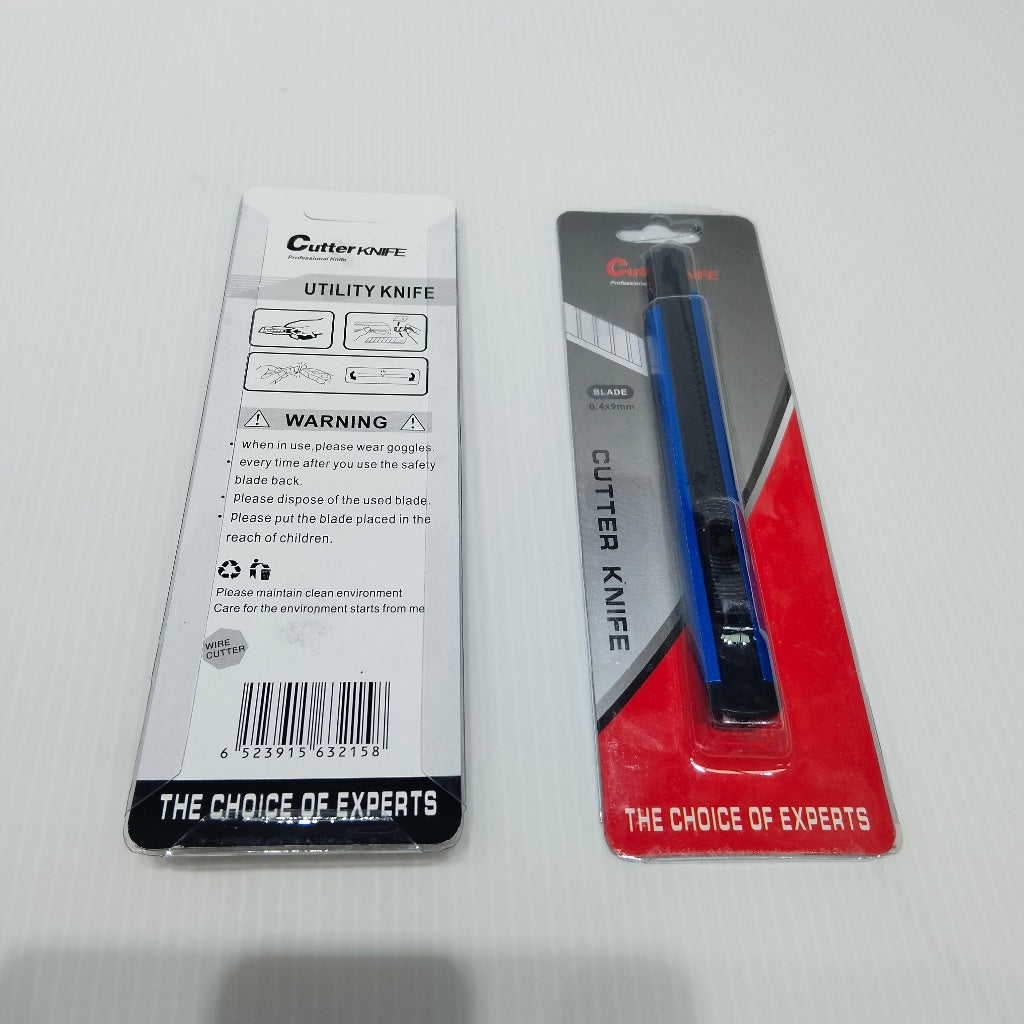 Cutter KNIFE
Professional Knife
UTILITY KNIFE
WARNING
when in use,please wear goggles.
every time after you use the safety
blade back.
Please dispose of the used blade.
Please put the blade placed in the
reach of children.
Please maintain clean environment
Care for the environment starts from me
WIRE
CUTTER
6 523915 632158
THE CHOICE OF EXPERTS
Professional
BLADE
0.4x9mm
CUTTER KNIFE
THE CHOICE OF EXPERTS